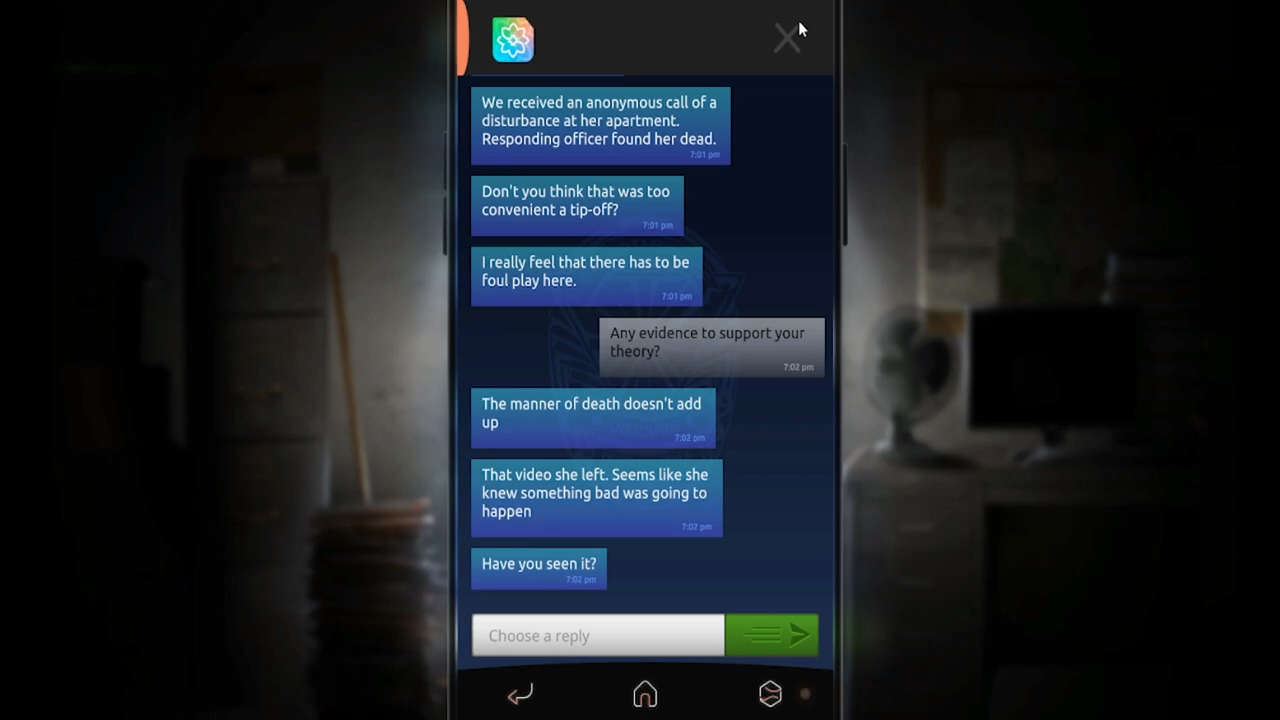 We received an anonymous call of a
disturbance at her apartment.
Responding officer found her dead.
7:01 pm
Don't you think that was too
convenient a tip-off?
7:01 pm
I really feel that there has to be
foul play here.
7:01 pm
Any evidence to support your
theory?
7:02 pm
The manner of death doesn't add
up
7:02 pm
That video she left. Seems like she
knew something bad was going to
happen
7:02 pm
Have you seen it?
7:02 pm
Choose a reply